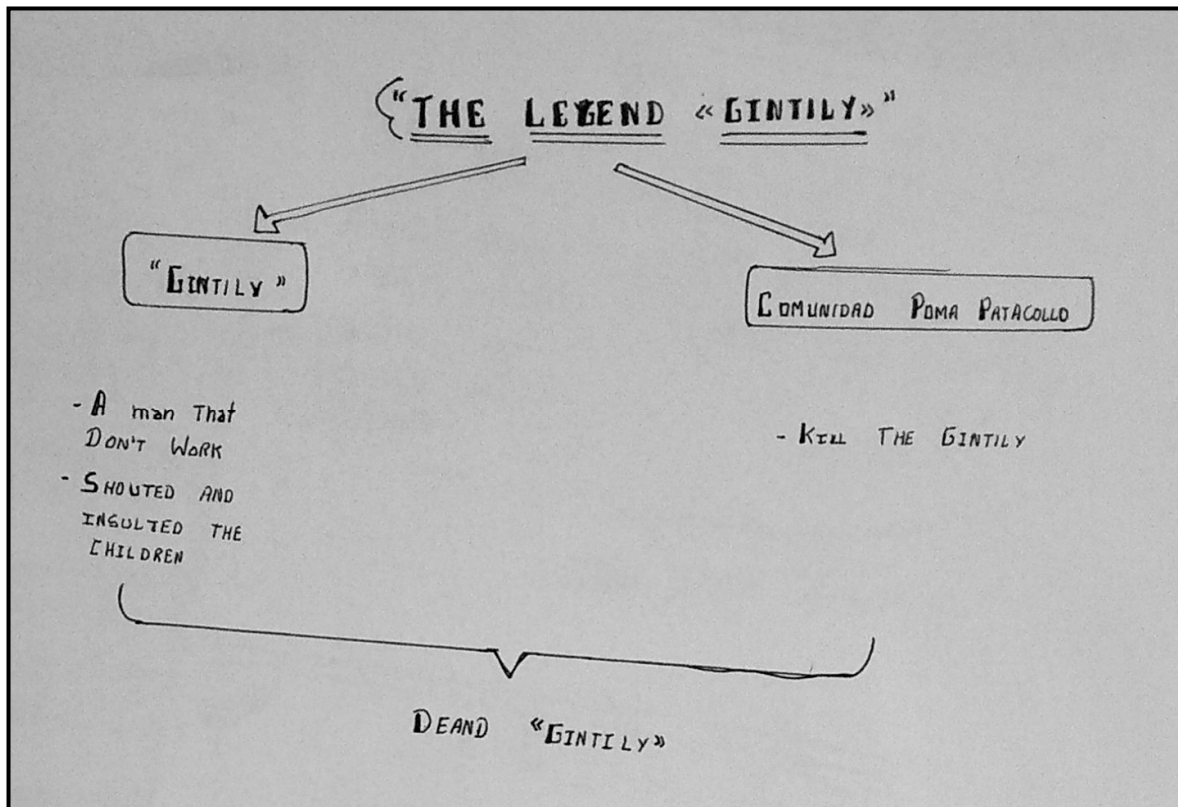 "THE LEGEND «GINTILY»"
"GINTILY"
COMUNIDAD POMA PATACOLLO
- A man That
DON'T WORK
- SHOUTED AND
INSULTED THE
CHILDREN
- KILL THE GINTILY
DEAND «GINTILY»